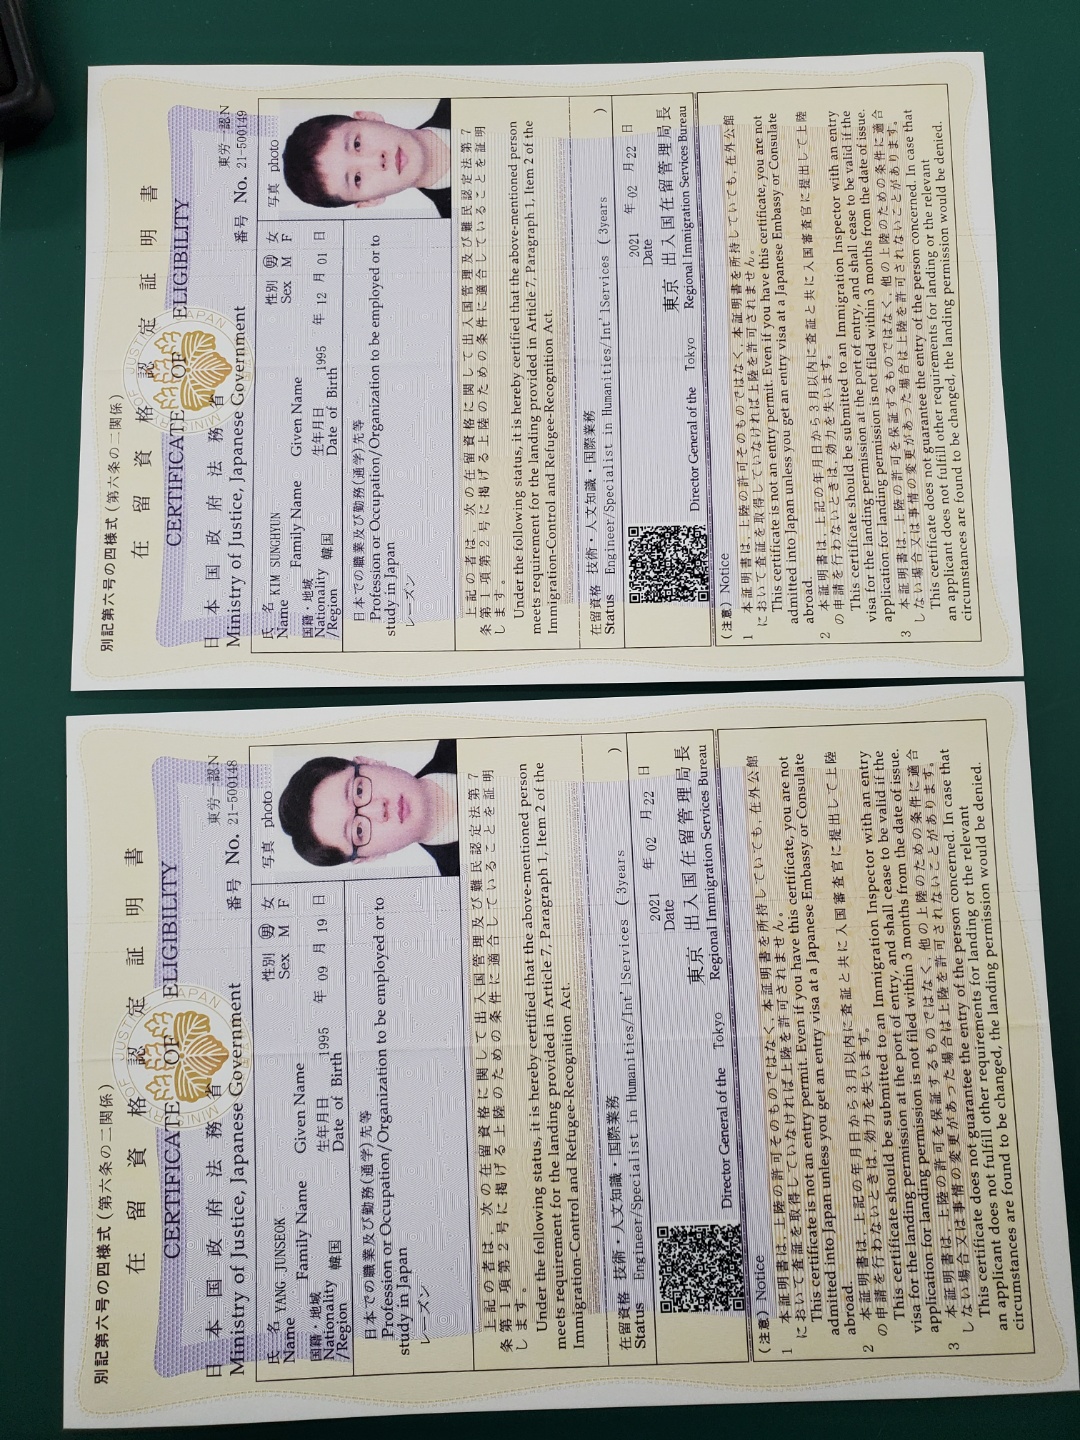 別記第六号の四様式(第六条の二関係)
在留資格認定証明書
CERTIFICATE OF ELIGIBILITY
MINISTRY OF JUSTICE JAPAN
日本国政府法務省
Ministry of Justice, Japanese Government
東労一認N
番号 No. 21-500148
氏名 YANG JUNSEOK
Name Family Name Given Name
性別 男 女
Sex M F
写真 photo
国籍・地域
Nationality 韓国
/Region
生年月日 1995 年 09 月 19 日
Date of Birth
日本での職業及び勤務(通学)先等
Profession or Occupation/Organization to be employed or to
study in Japan
レーズン
上記の者は,次の在留資格に関して出入国管理及び難民認定法第7
条第1項第2号に掲げる上陸のための条件に適合していることを証明
します。
Under the following status, it is hereby certified that the above-mentioned person
meets requirement for the landing provided in Article 7, Paragraph 1, Item 2 of the
Immigration-Control and Refugee-Recognition Act.
在留資格 技術・人文知識・国際業務
Status Engineer/Specialist in Humanities/Int'lServices ( 3years )
2021 年 02 月 22 日
Date
東京 出入国在留管理局長
Director General of the Tokyo Regional Immigration Services Bureau
(注意) Notice
1 本証明書は,上陸の許可そのものではなく,本証明書を所持していても,在外公館
において査証を取得していなければ上陸を許可されません。
This certificate is not an entry permit. Even if you have this certificate, you are not
admitted into Japan unless you get an entry visa at a Japanese Embassy or Consulate
abroad.
2 本証明書は,上記の年月日から3月以内に査証と共に入国審査官に提出して上陸
の申請を行わないときは,効力を失います。
This certificate should be submitted to an Immigration Inspector with an entry
visa for the landing permission at the port of entry, and shall cease to be valid if the
application for landing permission is not filed within 3 months from the date of issue.
3 本証明書は,上陸の許可を保証するものではなく,他の上陸のための条件に適合
しない場合又は事情の変更があった場合は上陸を許可されないことがあります。
This certificate does not guarantee the entry of the person concerned. In case that
an applicant does not fulfill other requirements for landing or the relevant
circumstances are found to be changed, the landing permission would be denied.
別記第六号の四様式(第六条の二関係)
在留資格認定証明書
CERTIFICATE OF ELIGIBILITY
MINISTRY OF JUSTICE JAPAN
日本国政府法務省
Ministry of Justice, Japanese Government
東労一認N
番号 No. 21-500149
氏名 KIM SUNGHYUN
Name Family Name Given Name
性別 男 女
Sex M F
写真 photo
国籍・地域
Nationality 韓国
/Region
生年月日 1995 年 12 月 01 日
Date of Birth
日本での職業及び勤務(通学)先等
Profession or Occupation/Organization to be employed or to
study in Japan
レーズン
上記の者は,次の在留資格に関して出入国管理及び難民認定法第7
条第1項第2号に掲げる上陸のための条件に適合していることを証明
します。
Under the following status, it is hereby certified that the above-mentioned person
meets requirement for the landing provided in Article 7, Paragraph 1, Item 2 of the
Immigration-Control and Refugee-Recognition Act.
在留資格 技術・人文知識・国際業務
Status Engineer/Specialist in Humanities/Int'lServices ( 3years )
2021 年 02 月 22 日
Date
東京 出入国在留管理局長
Director General of the Tokyo Regional Immigration Services Bureau
(注意) Notice
1 本証明書は,上陸の許可そのものではなく,本証明書を所持していても,在外公館
において査証を取得していなければ上陸を許可されません。
This certificate is not an entry permit. Even if you have this certificate, you are not
admitted into Japan unless you get an entry visa at a Japanese Embassy or Consulate
abroad.
2 本証明書は,上記の年月日から3月以内に査証と共に入国審査官に提出して上陸
の申請を行わないときは,効力を失います。
This certificate should be submitted to an Immigration Inspector with an entry
visa for the landing permission at the port of entry, and shall cease to be valid if the
application for landing permission is not filed within 3 months from the date of issue.
3 本証明書は,上陸の許可を保証するものではなく,他の上陸のための条件に適合
しない場合又は事情の変更があった場合は上陸を許可されないことがあります。
This certificate does not guarantee the entry of the person concerned. In case that
an applicant does not fulfill other requirements for landing or the relevant
circumstances are found to be changed, the landing permission would be denied.